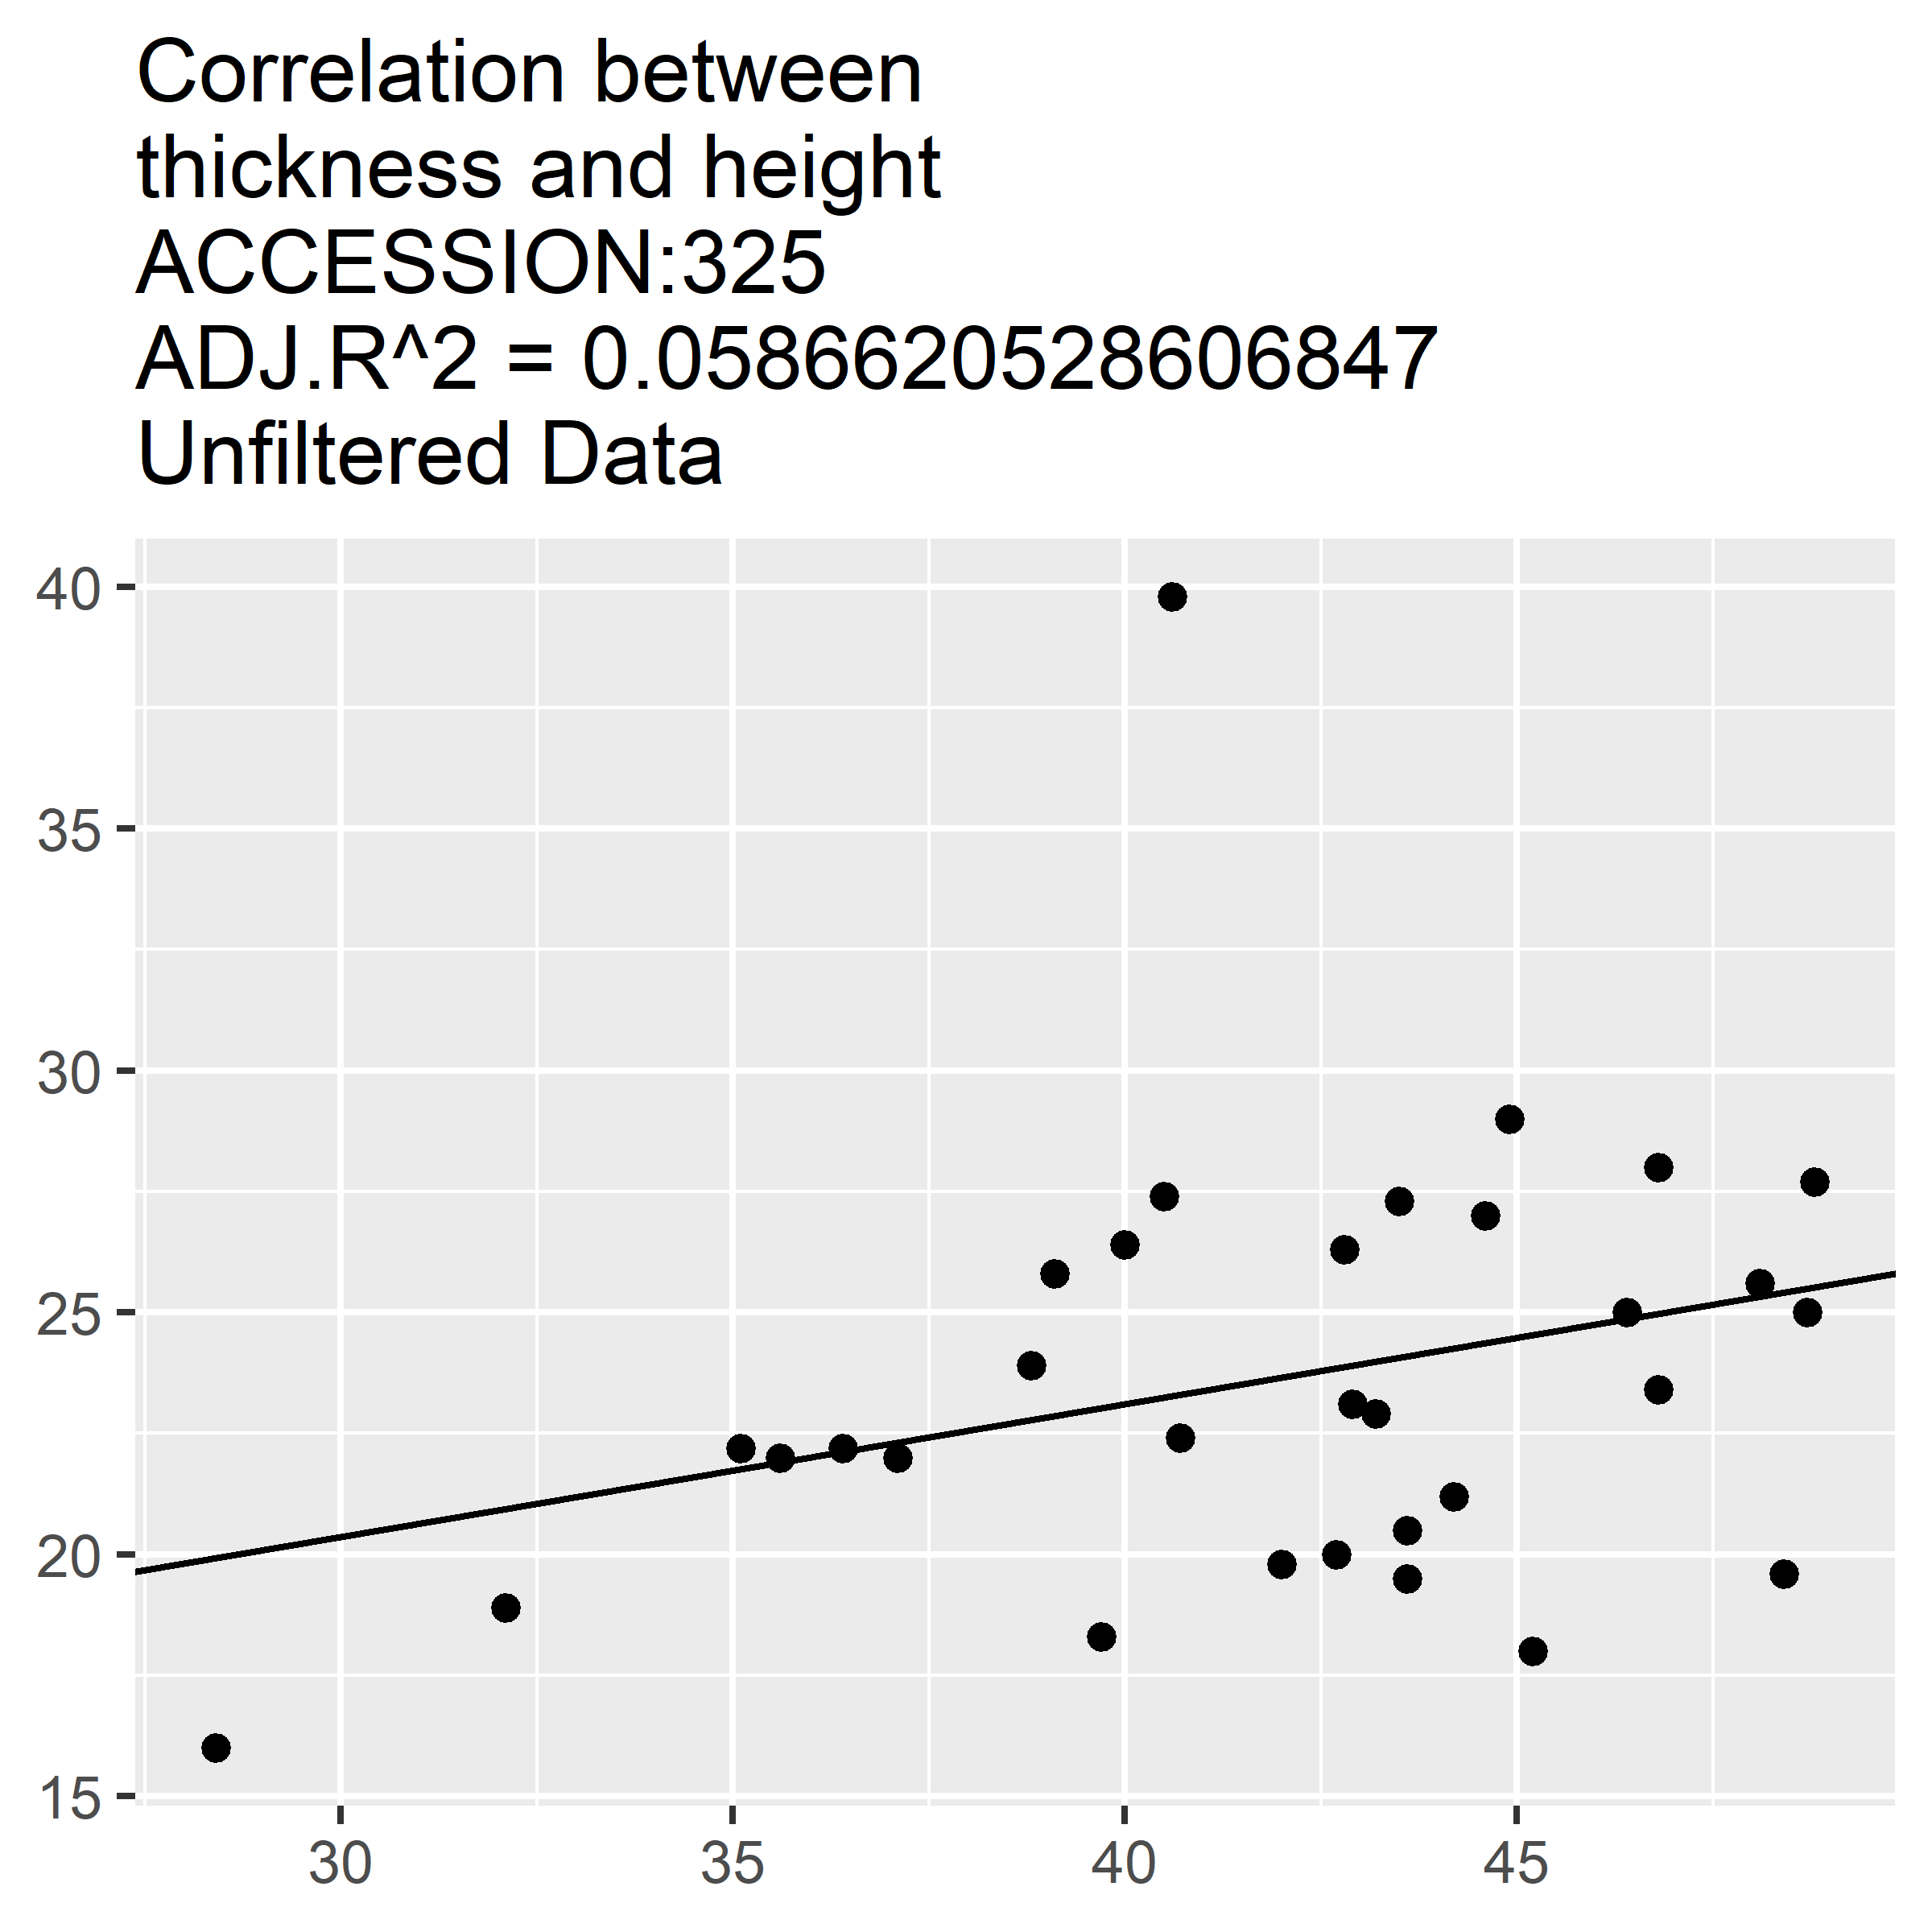 Correlation between
thickness and height
ACCESSION:325
ADJ.R^2 = 0.0586620528606847
Unfiltered Data
40
35
30
25
20
15
30 35 40 45